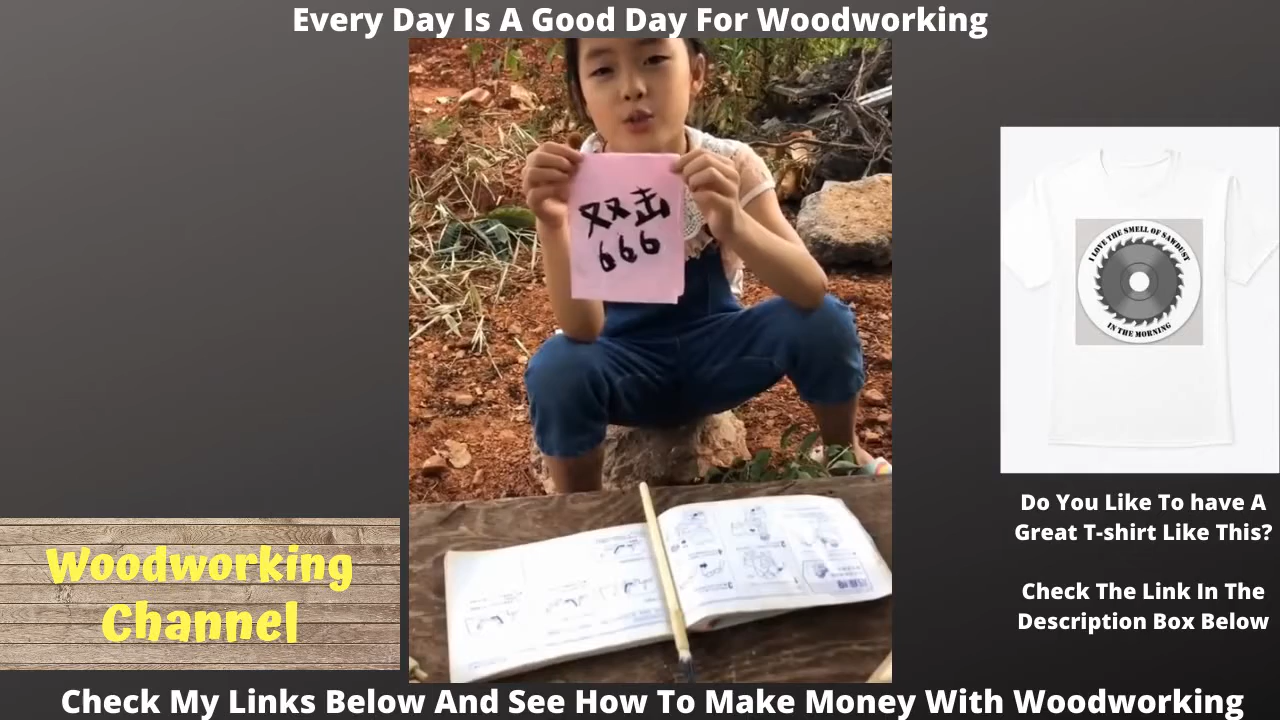 Every Day Is A Good Day For Woodworking
双击
666
I LOVE THE SMELL OF SAWDUST
IN THE MORNING
Do You Like To have A
Great T-shirt Like This?
Check The Link In The
Description Box Below
Woodworking
Channel
Check My Links Below And See How To Make Money With Woodworking